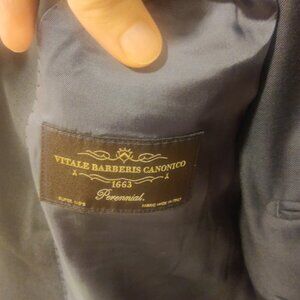 VITALE BARBERIS CANONICO
1663
Perennial.
SUPER 110'S
FABRIC MADE IN ITALY